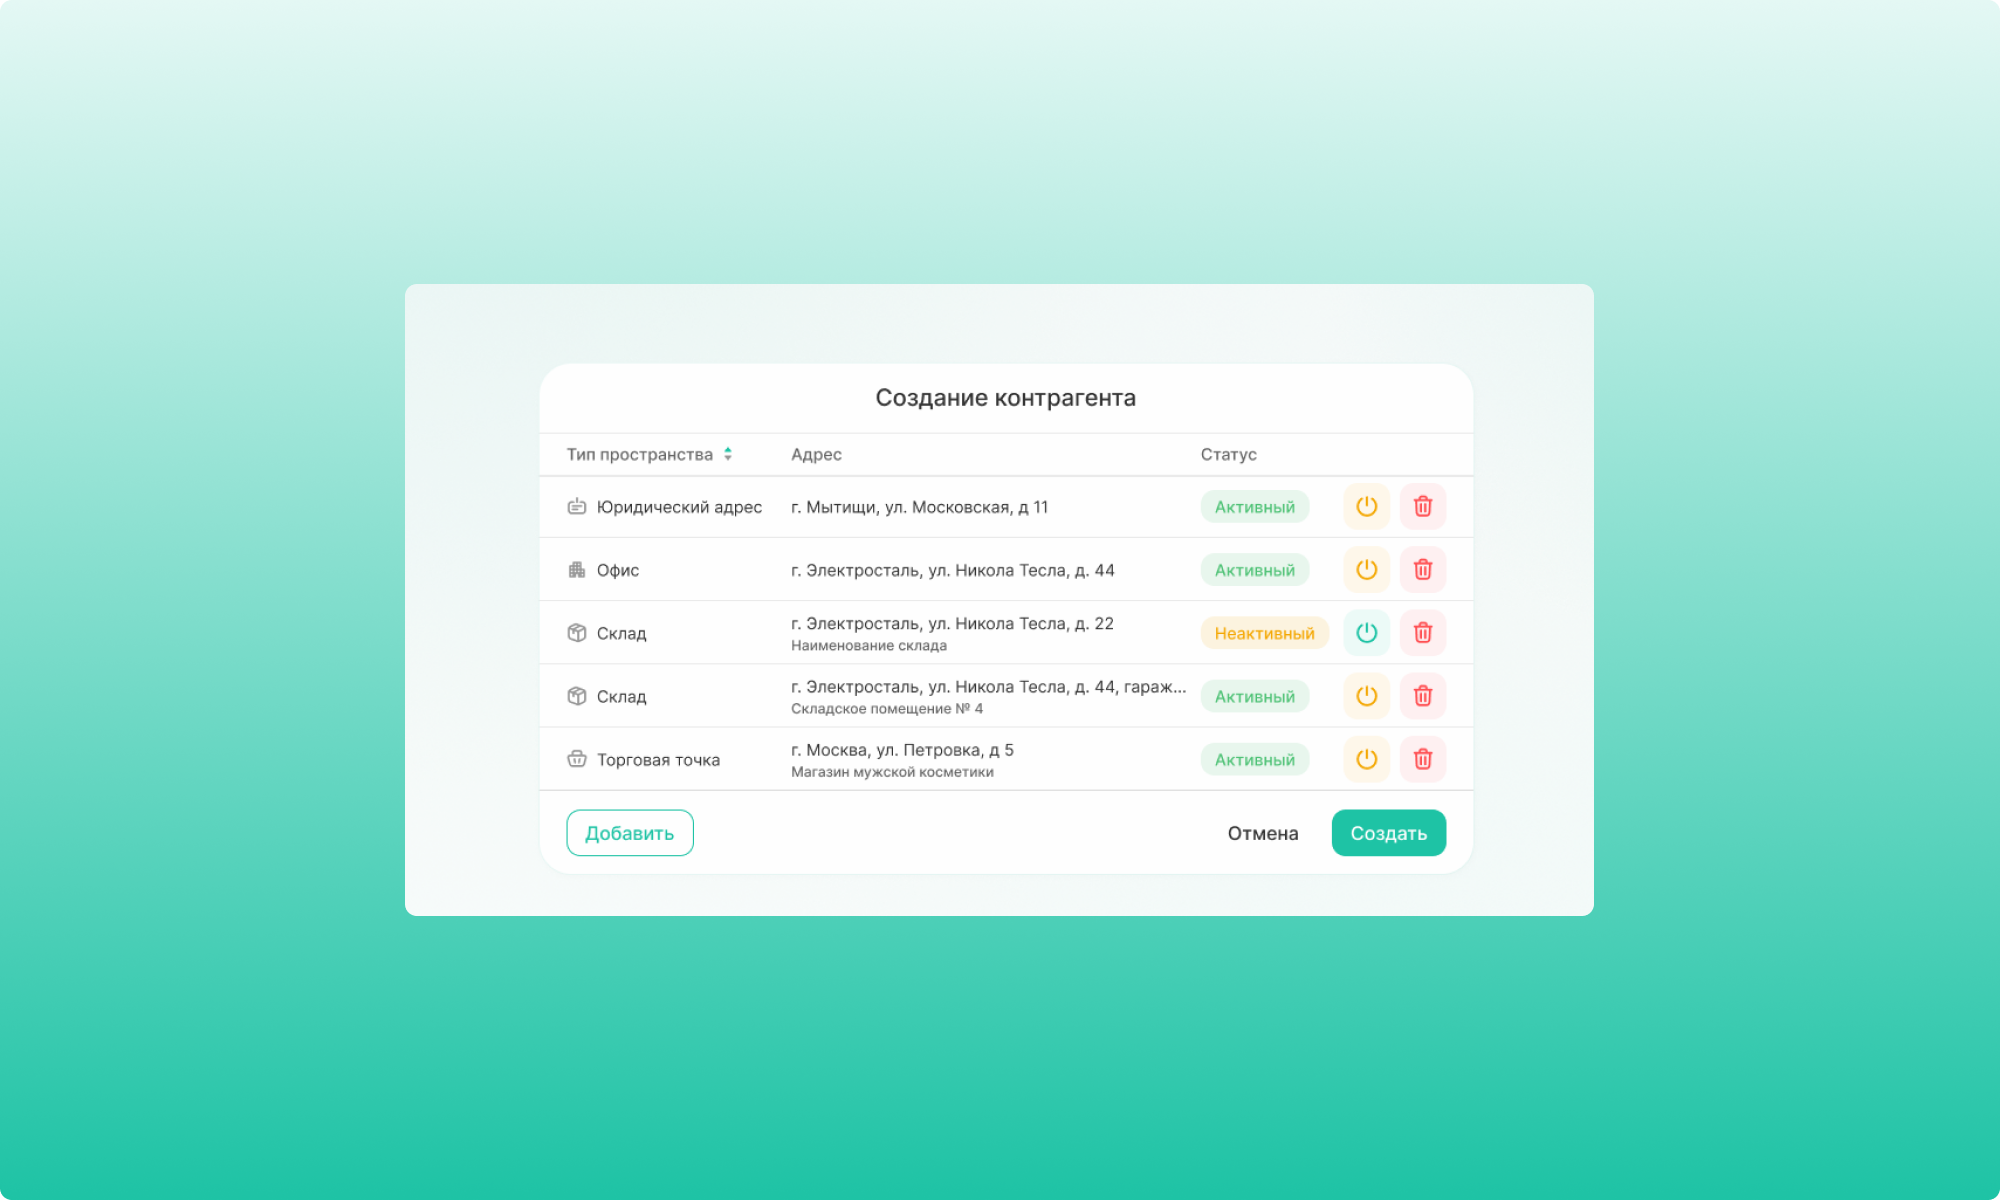 Создание контрагента
Тип пространства Адрес Статус
Юридический адрес г. Мытищи, ул. Московская, д 11 Активный
Офис г. Электросталь, ул. Никола Тесла, д. 44 Активный
Склад г. Электросталь, ул. Никола Тесла, д. 22 Неактивный
Наименование склада
Склад г. Электросталь, ул. Никола Тесла, д. 44, гараж... Активный
Складское помещение № 4
Торговая точка г. Москва, ул. Петровка, д 5 Активный
Магазин мужской косметики
Добавить Отмена Создать